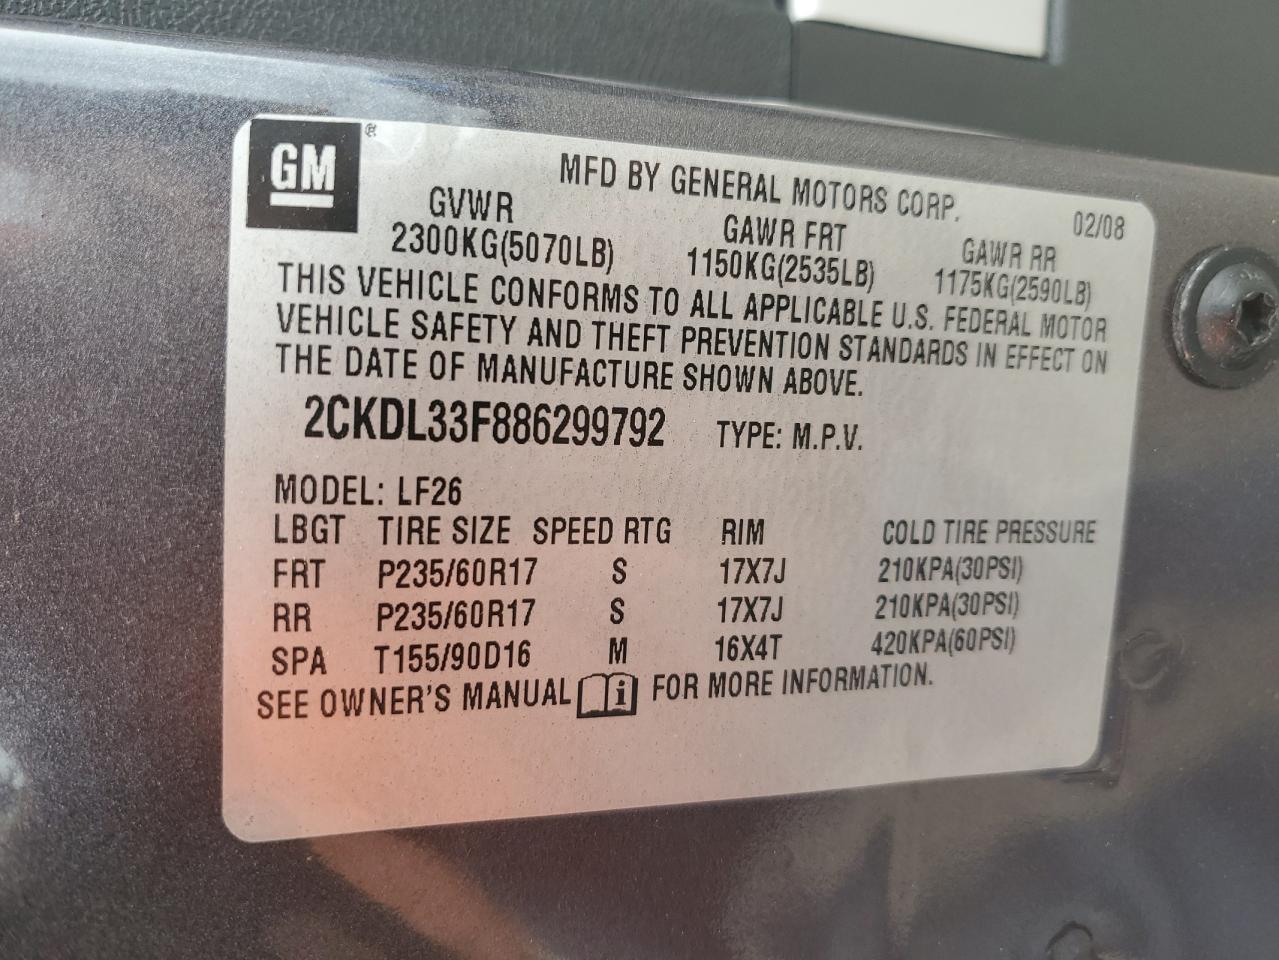 GM ®
MFD BY GENERAL MOTORS CORP.
02/08
GVWR GAWR FRT GAWR RR
2300KG(5070LB) 1150KG(2535LB) 1175KG(2590LB)
THIS VEHICLE CONFORMS TO ALL APPLICABLE U.S. FEDERAL MOTOR
VEHICLE SAFETY AND THEFT PREVENTION STANDARDS IN EFFECT ON
THE DATE OF MANUFACTURE SHOWN ABOVE.
2CKDL33F886299792 TYPE: M.P.V.
MODEL: LF26
LBGT TIRE SIZE SPEED RTG RIM COLD TIRE PRESSURE
FRT P235/60R17 S 17X7J 210KPA(30PSI)
RR P235/60R17 S 17X7J 210KPA(30PSI)
SPA T155/90D16 M 16X4T 420KPA(60PSI)
SEE OWNER'S MANUAL i FOR MORE INFORMATION.